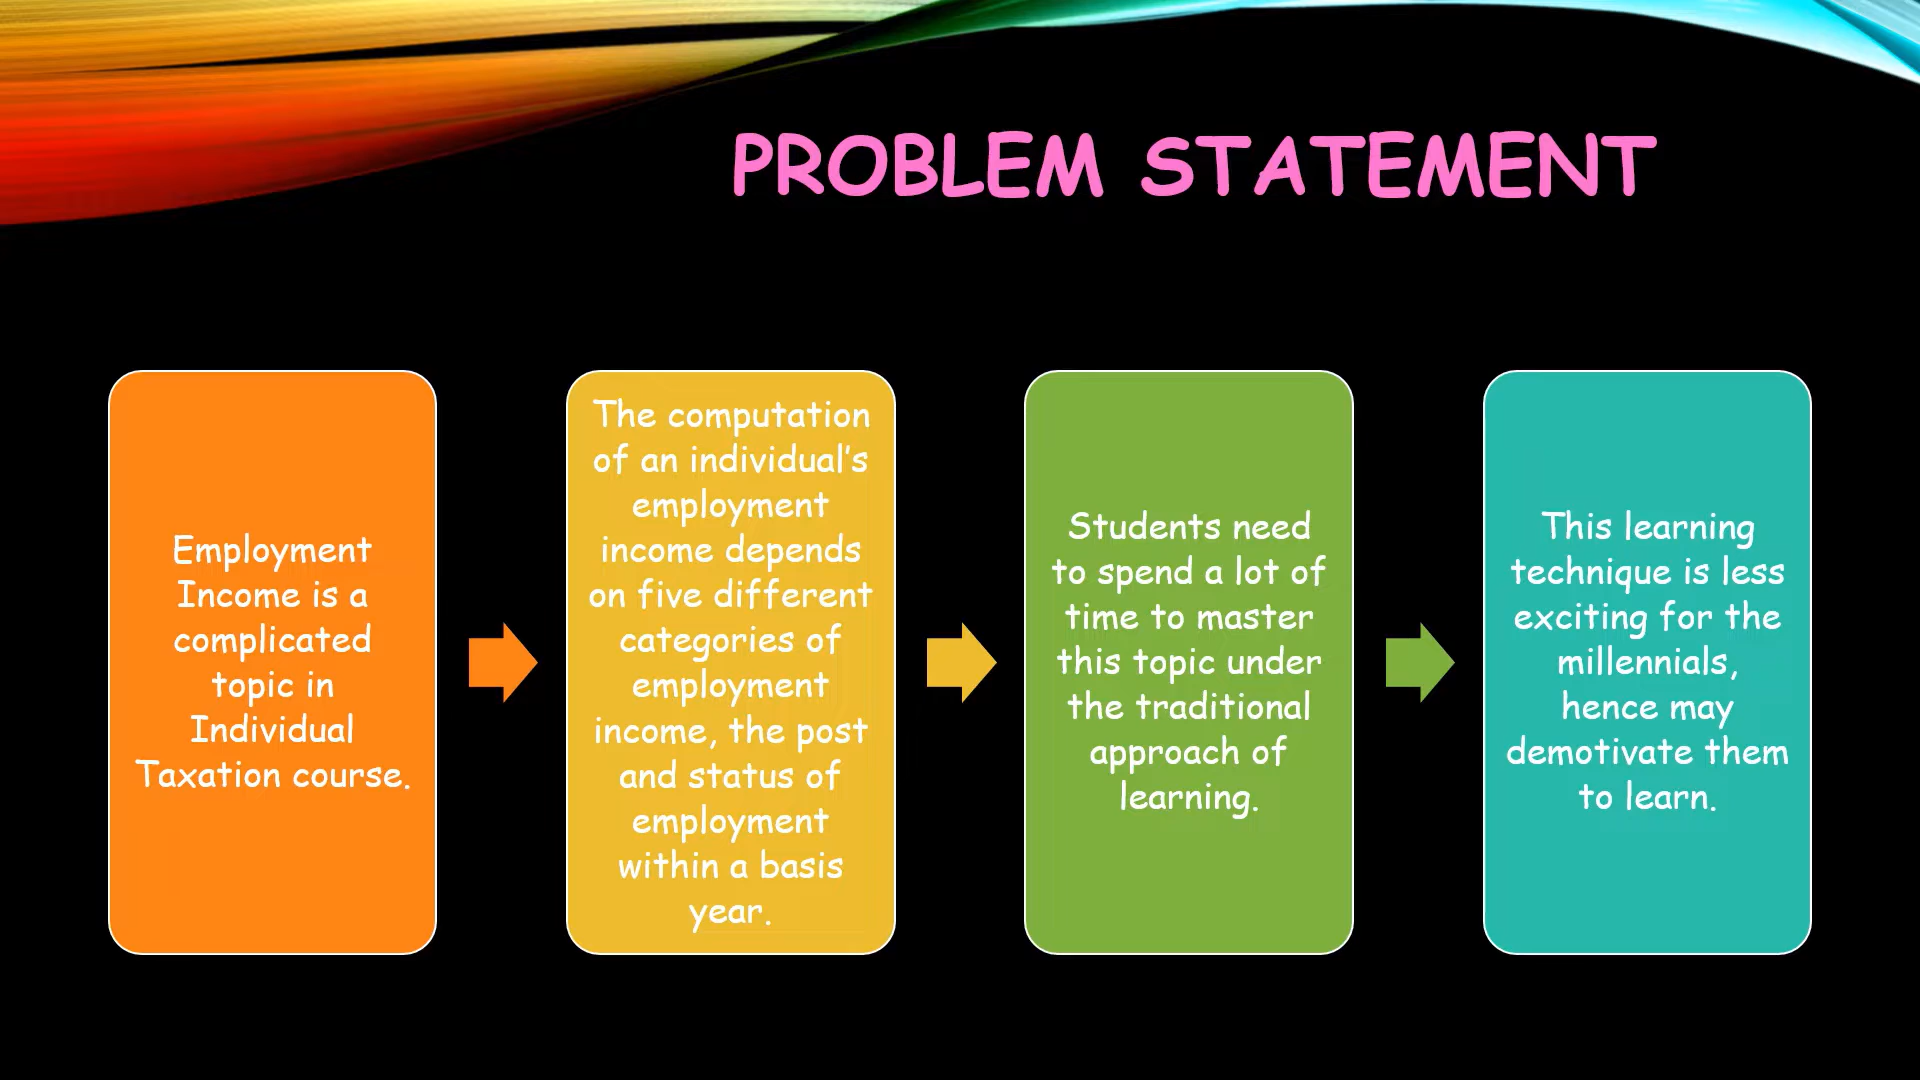 PROBLEM STATEMENT
Employment
Income is a
complicated
topic in
Individual
Taxation course.
The computation
of an individual’s
employment
income depends
on five different
categories of
employment
income, the post
and status of
employment
within a basis
year.
Students need
to spend a lot of
time to master
this topic under
the traditional
approach of
learning.
This learning
technique is less
exciting for the
millennials,
hence may
demotivate them
to learn.